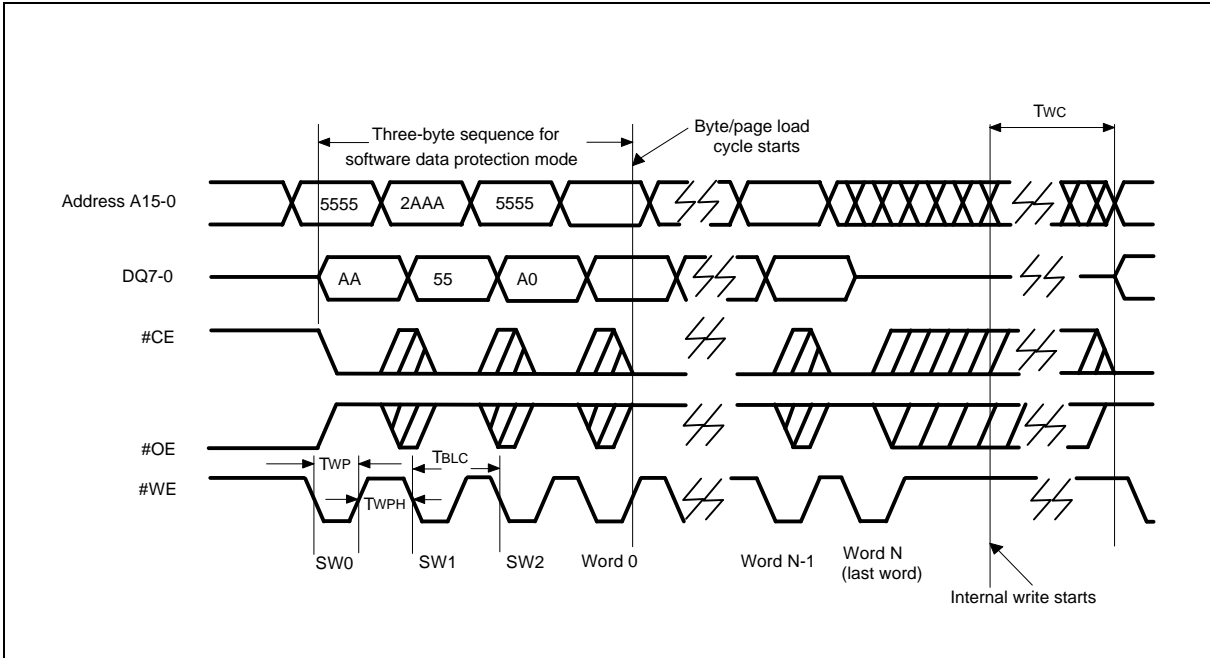 TWC
Three-byte sequence for
software data protection mode
Byte/page load
cycle starts
Address A15-0
5555
2AAA
5555
DQ7-0
AA
55
A0
#CE
#OE
TWP
TBLC
#WE
TWPH
SW0
SW1
SW2
Word 0
Word N-1
Word N
(last word)
Internal write starts